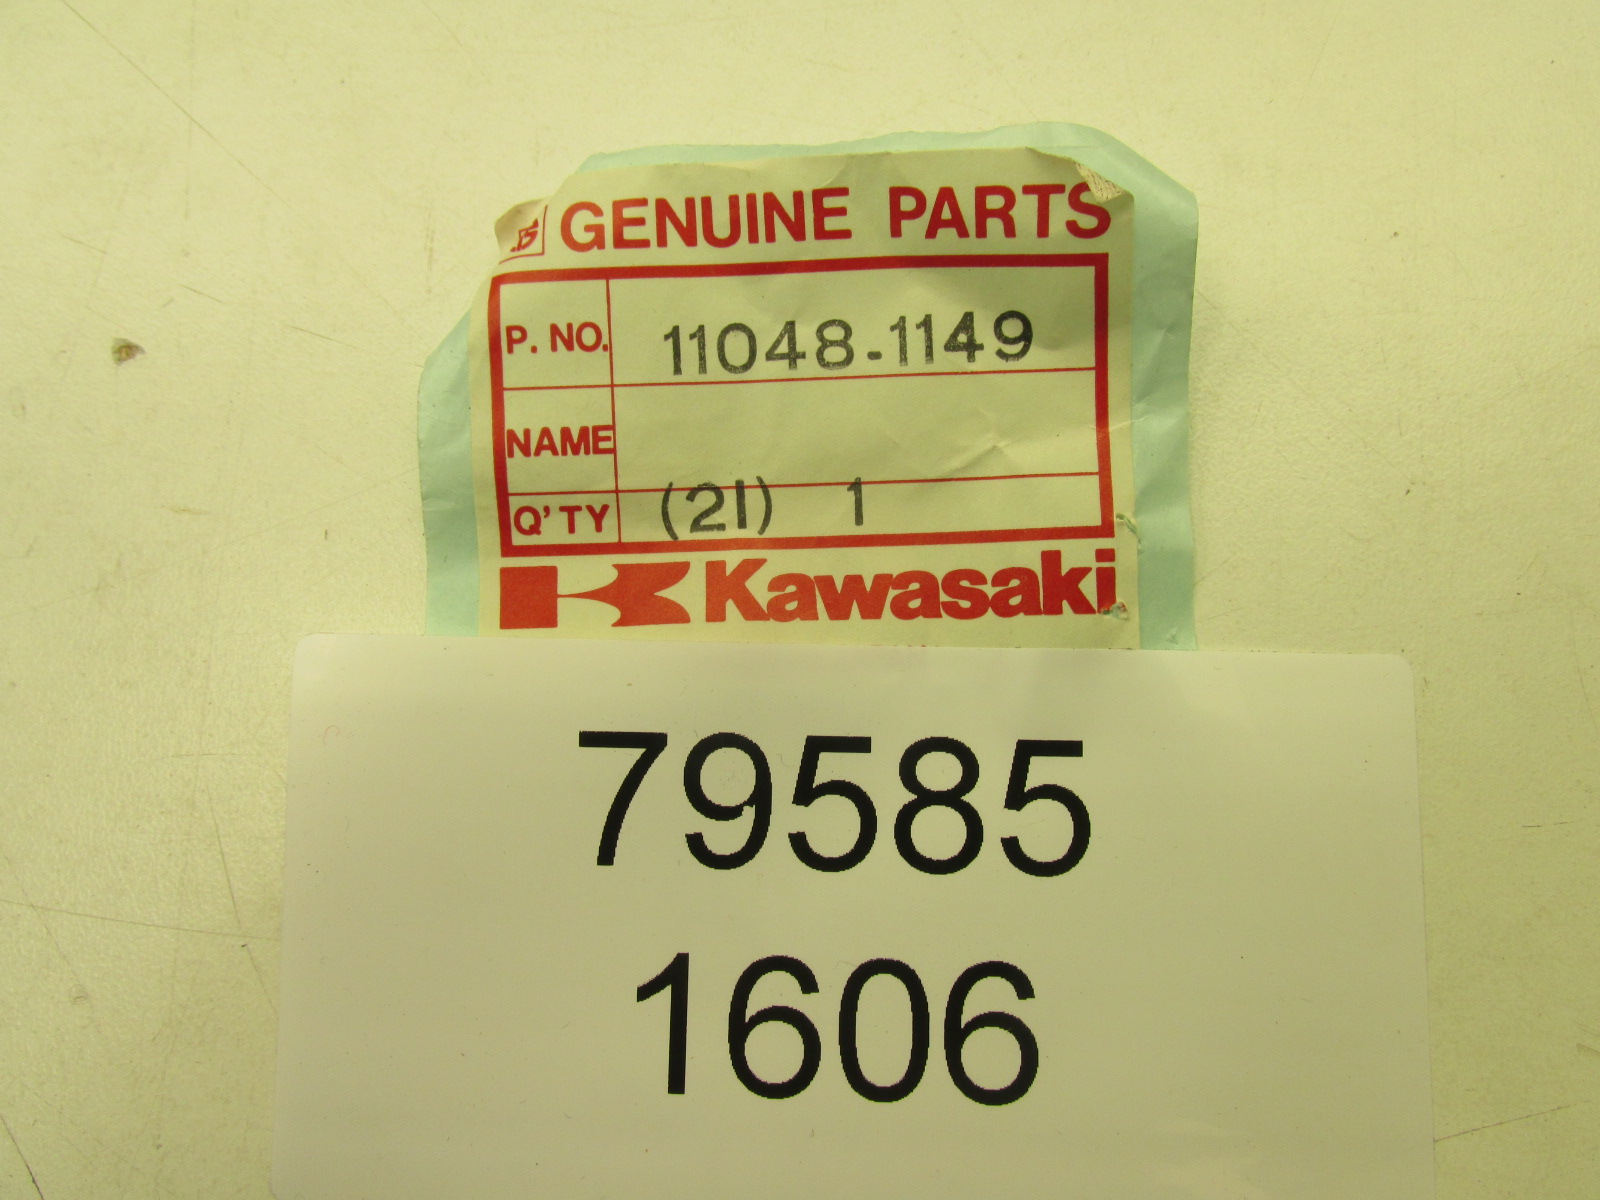 GENUINE PARTS
P. NO. 11048-1149
NAME
Q'TY (21) 1
Kawasaki
79585
1606